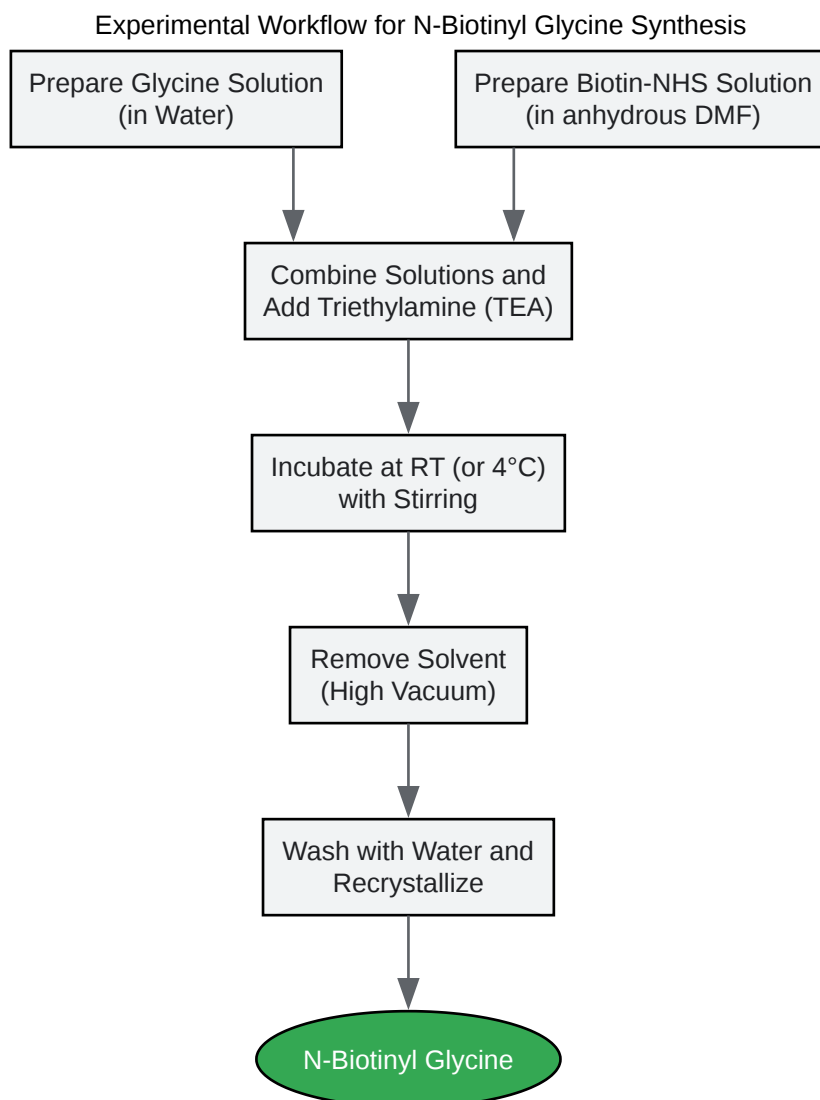 Experimental Workflow for N-Biotinyl Glycine Synthesis
Prepare Glycine Solution
(in Water)
Prepare Biotin-NHS Solution
(in anhydrous DMF)
Combine Solutions and
Add Triethylamine (TEA)
Incubate at RT (or 4°C)
with Stirring
Remove Solvent
(High Vacuum)
Wash with Water and
Recrystallize
N-Biotinyl Glycine